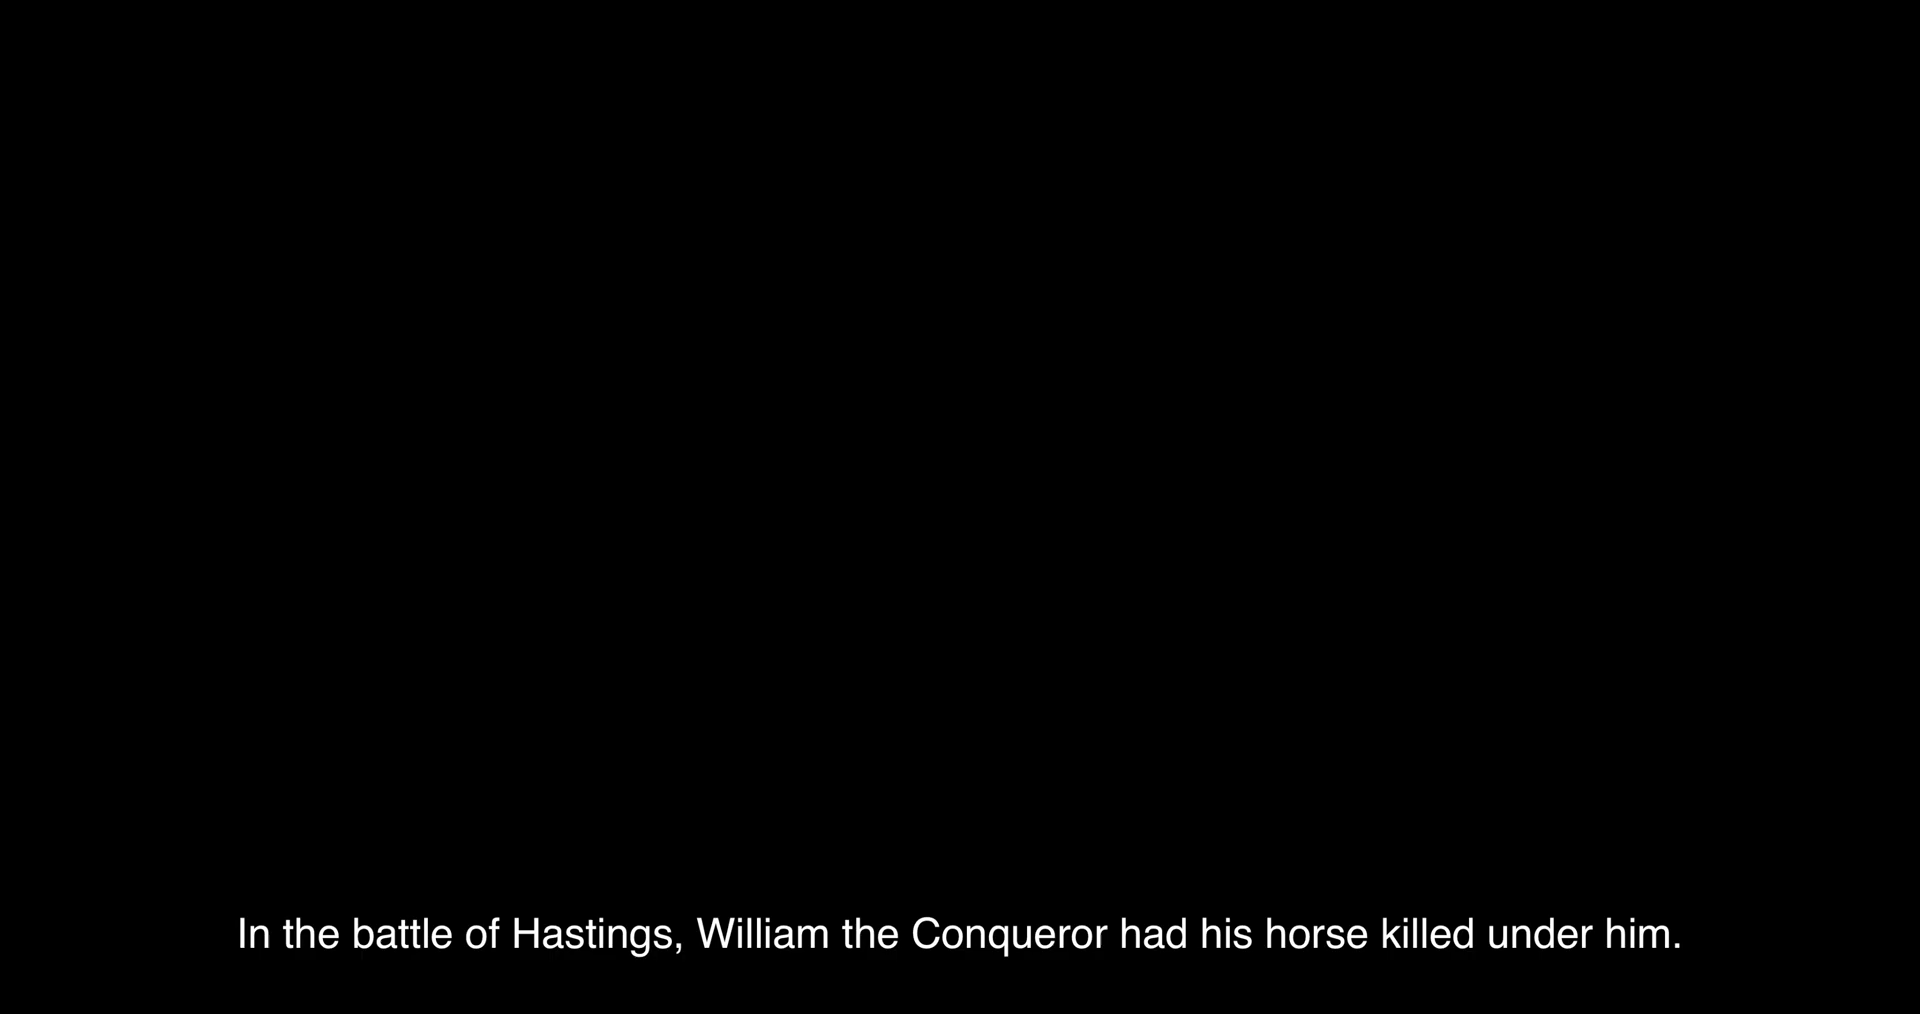 In the battle of Hastings, William the Conqueror had his horse killed under him.